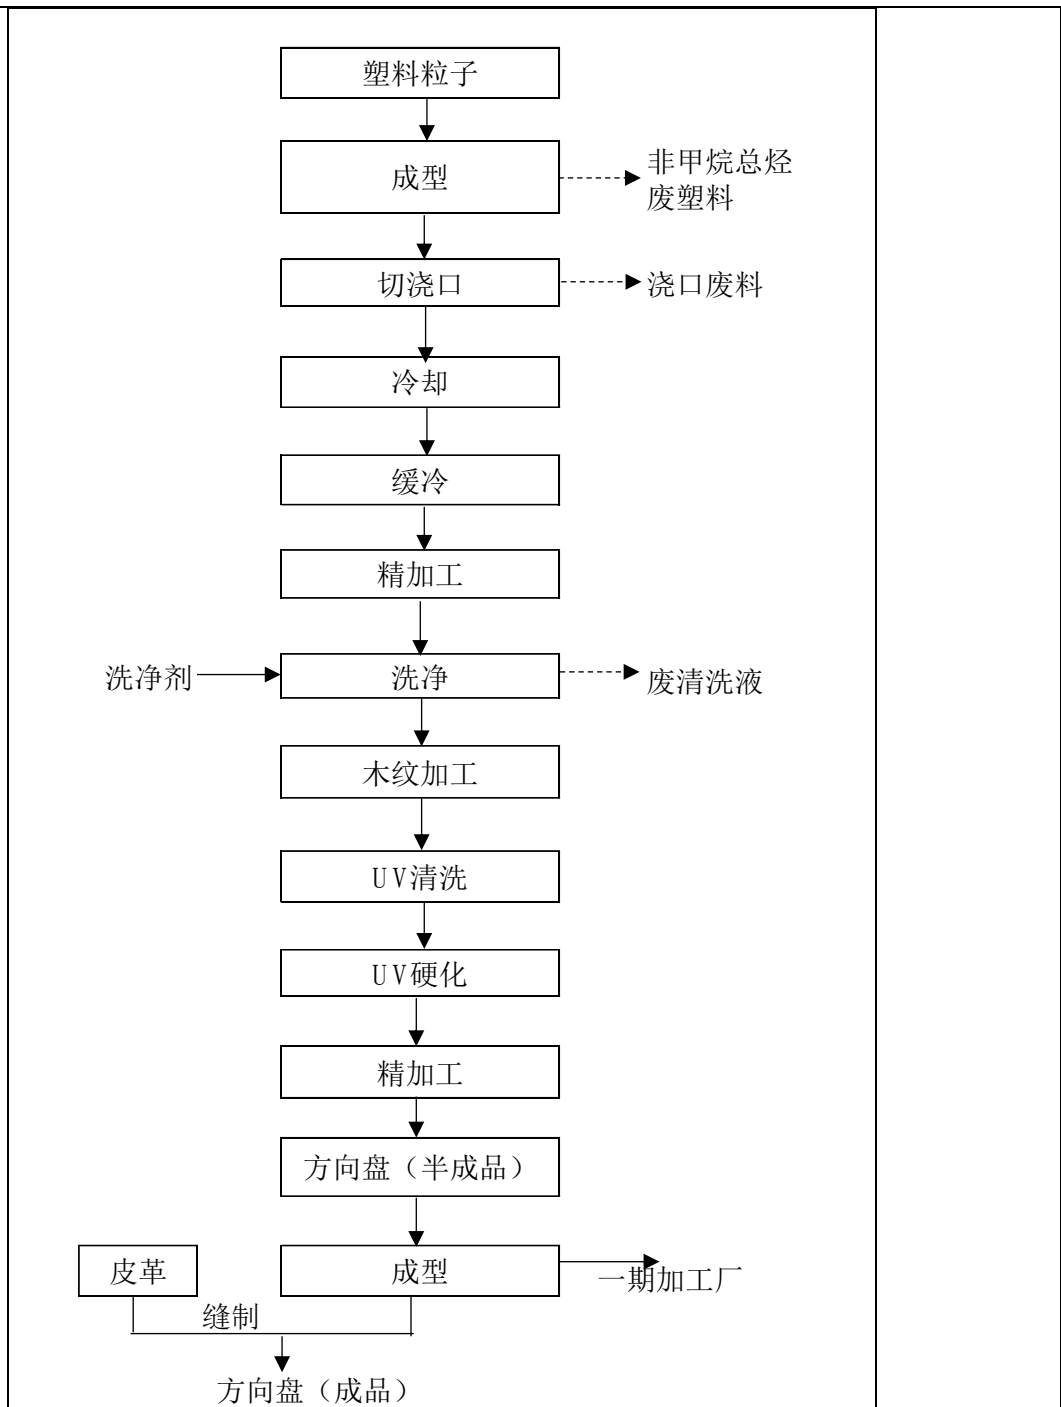 塑料粒子
成型
非甲烷总烃
废塑料
切浇口
浇口废料
冷却
缓冷
精加工
洗净剂
洗净
废清洗液
木纹加工
UV清洗
UV硬化
精加工
方向盘（半成品）
皮革
成型
一期加工厂
缝制
方向盘（成品）